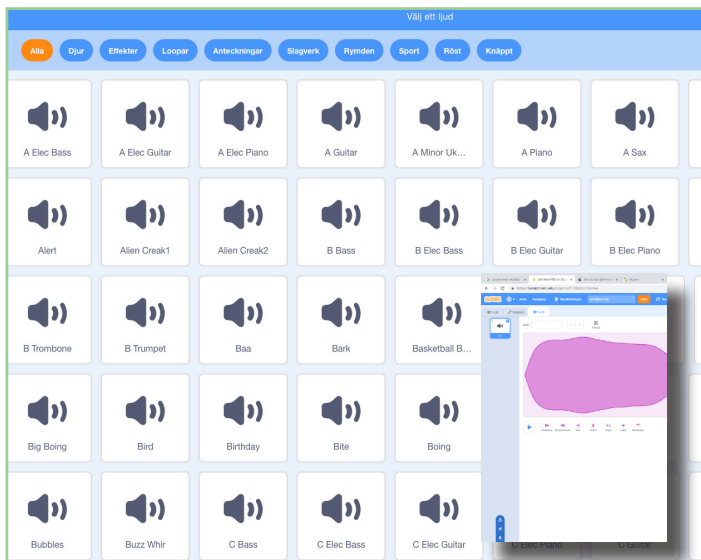 Välj ett ljud
Alla Djur Effekter Loopar Anteckningar Slagverk Rymden Sport Röst Knäppt
A Elec Bass A Elec Guitar A Elec Piano A Guitar A Minor Uk... A Piano A Sax
Alert Alien Creak1 Alien Creak2 B Bass B Elec Bass B Elec Guitar B Elec Piano
B Trombone B Trumpet Baa Bark Basketball B...
Big Boing Bird Birthday Bite Boing
Bubbles Buzz Whir C Bass C Elec Bass C Elec Guitar C Elec Piano C Guitar